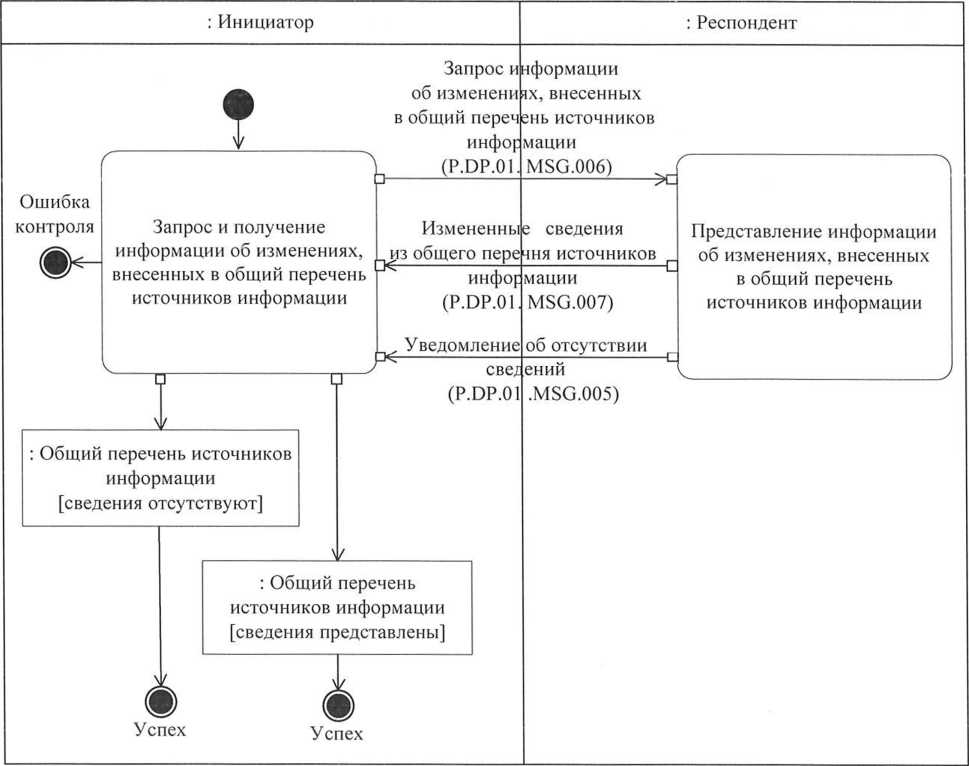 : Инициатор
: Респондент
Запрос информации
об изменениях, внесенных
в общий перечень источников
информации
(P.DP.01. MSG.006)
Ошибка
контроля
Запрос и получение
информации об изменениях,
внесенных в общий перечень
источников информации
Измененные сведения
из общего перечня источников
информации
(P.DP.01. MSG.007)
Представление информации
об изменениях, внесенных
в общий перечень
источников информации
Уведомление об отсутствии
сведений
(P.DP.01 .MSG.005)
: Общий перечень источников
информации
[сведения отсутствуют]
: Общий перечень
источников информации
[сведения представлены]
Успех
Успех